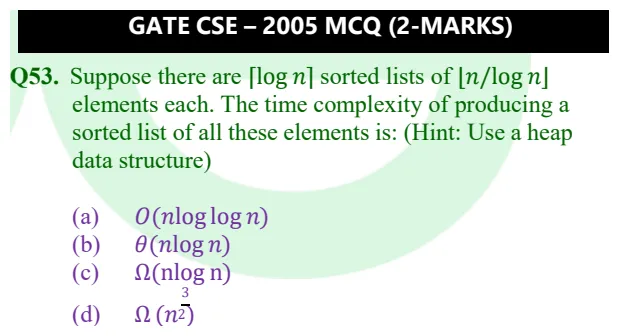 GATE CSE – 2005 MCQ (2-MARKS)
Q53. Suppose there are ⌈log n⌉ sorted lists of ⌊n/log n⌋
elements each. The time complexity of producing a
sorted list of all these elements is: (Hint: Use a heap
data structure)
(a) O(nlog log n)
(b) θ(nlog n)
(c) Ω(nlog n)
(d) Ω (n^{3/2})